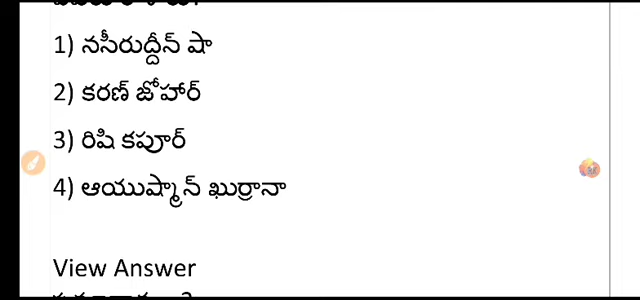 1) నసీరుద్దీన్ షా
2) కరణ్ జోహార్
3) రిషి కపూర్
4) ఆయుష్మాన్ ఖుర్రానా
View Answer